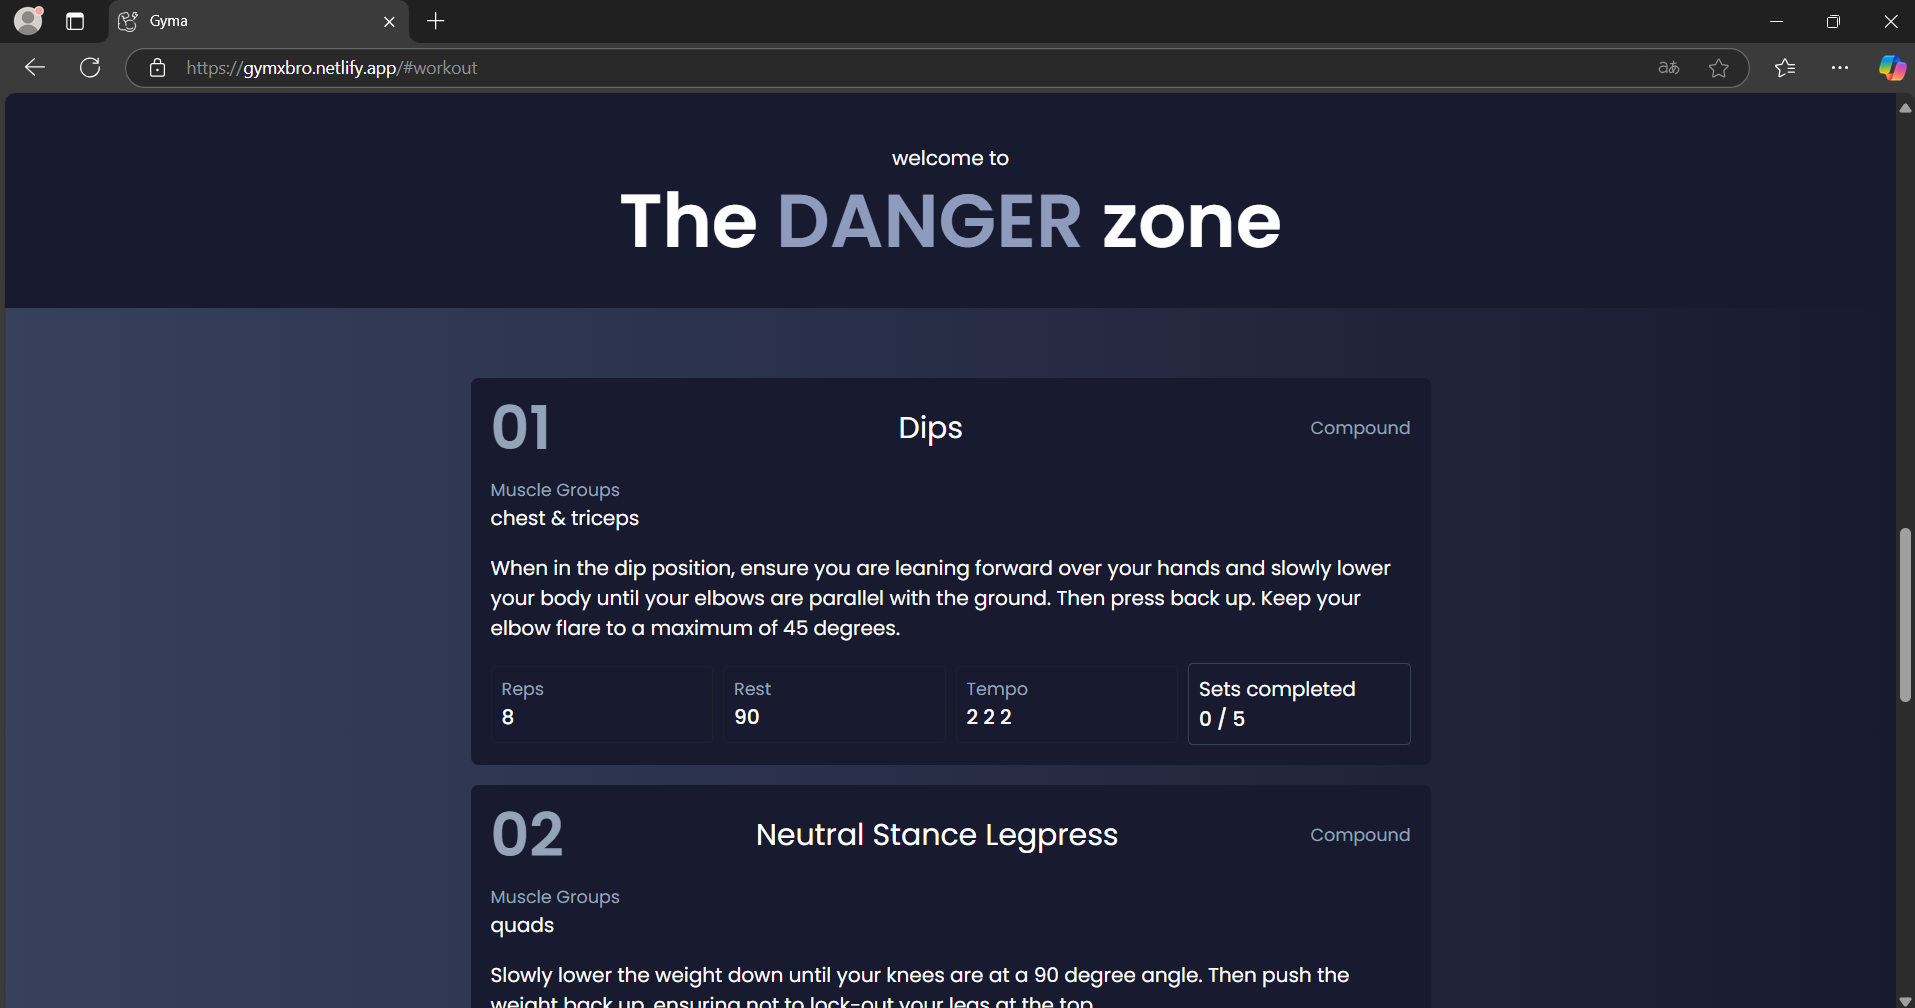 Gyma
https://gymxbro.netlify.app/#workout
aあ
welcome to
The DANGER zone
01
Dips
Compound
Muscle Groups
chest & triceps
When in the dip position, ensure you are leaning forward over your hands and slowly lower
your body until your elbows are parallel with the ground. Then press back up. Keep your
elbow flare to a maximum of 45 degrees.
Reps
8
Rest
90
Tempo
2 2 2
Sets completed
0 / 5
02
Neutral Stance Legpress
Compound
Muscle Groups
quads
Slowly lower the weight down until your knees are at a 90 degree angle. Then push the
weight back up, ensuring not to lock-out your legs at the top.